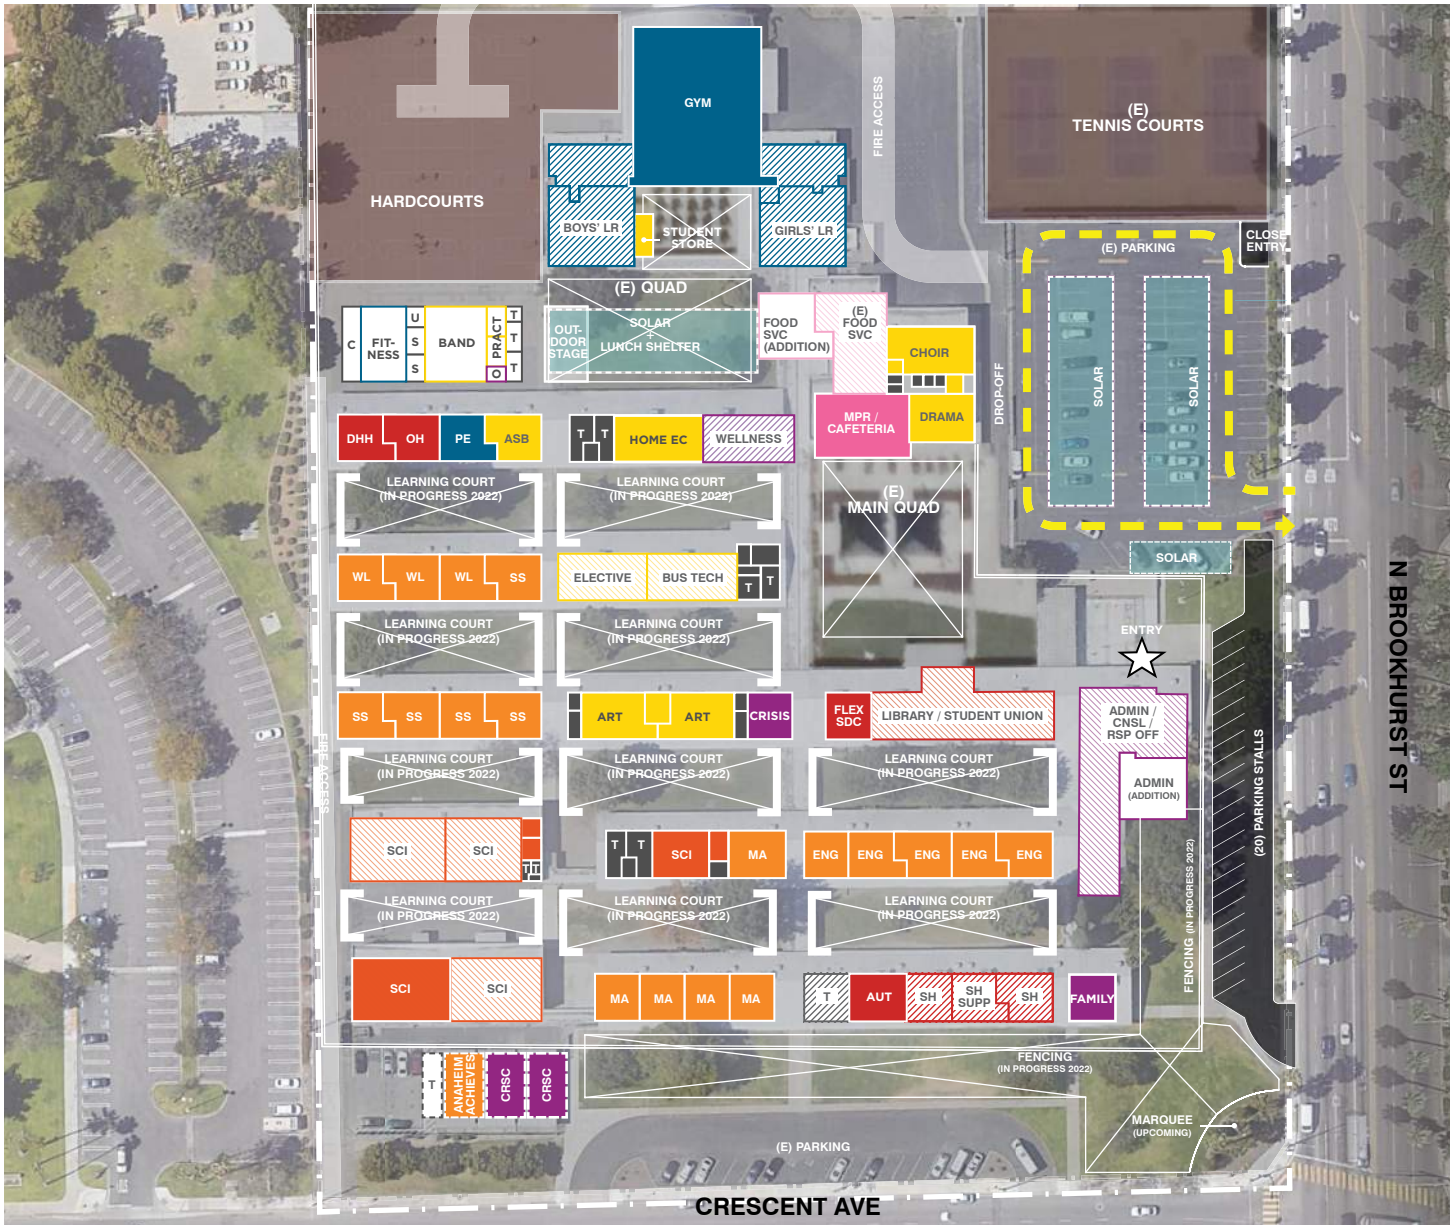 GYM
FIRE ACCESS
(E)
TENNIS COURTS
HARDCOURTS
BOYS' LR
STUDENT
STORE
GIRLS' LR
CLOSE
ENTRY
(E) PARKING
(E) QUAD
C
FIT-
NESS
U
S
S
BAND
PRACT
O
T
T
T
OUT-
DOOR
STAGE
SOLAR
+
LUNCH SHELTER
FOOD
SVC
(ADDITION)
(E)
FOOD
SVC
CHOIR
DROP-OFF
SOLAR
SOLAR
DHH
OH
PE
ASB
T
T
HOME EC
WELLNESS
MPR /
CAFETERIA
DRAMA
LEARNING COURT
(IN PROGRESS 2022)
LEARNING COURT
(IN PROGRESS 2022)
(E)
MAIN QUAD
SOLAR
WL
WL
WL
SS
ELECTIVE
BUS TECH
T
T
N BROOKHURST ST
LEARNING COURT
(IN PROGRESS 2022)
LEARNING COURT
(IN PROGRESS 2022)
ENTRY
SS
SS
SS
SS
ART
ART
CRISIS
FLEX
SDC
LIBRARY / STUDENT UNION
ADMIN /
CNSL /
RSP OFF
FIRE ACCESS
LEARNING COURT
(IN PROGRESS 2022)
LEARNING COURT
(IN PROGRESS 2022)
LEARNING COURT
(IN PROGRESS 2022)
ADMIN
(ADDITION)
(20) PARKING STALLS
SCI
SCI
T
T
T
T
SCI
MA
ENG
ENG
ENG
ENG
ENG
LEARNING COURT
(IN PROGRESS 2022)
LEARNING COURT
(IN PROGRESS 2022)
LEARNING COURT
(IN PROGRESS 2022)
FENCING (IN PROGRESS 2022)
SCI
SCI
MA
MA
MA
MA
T
AUT
SH
SH
SUPP
SH
FAMILY
T
ANAHEIM
ACHIEVES
CRSC
CRSC
FENCING
(IN PROGRESS 2022)
MARQUEE
(UPCOMING)
(E) PARKING
CRESCENT AVE